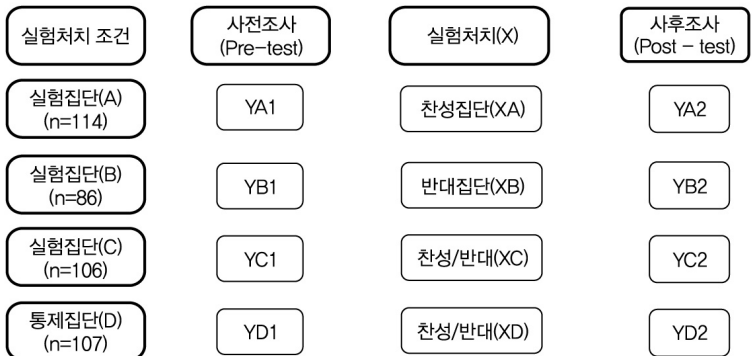 실험처치 조건 사전조사 실험처치(X) 사후조사
(Pre-test) (Post - test)
실험집단(A) YA1 찬성집단(XA) YA2
(n=114)
실험집단(B) YB1 반대집단(XB) YB2
(n=86)
실험집단(C) YC1 찬성/반대(XC) YC2
(n=106)
통제집단(D) YD1 찬성/반대(XD) YD2
(n=107)